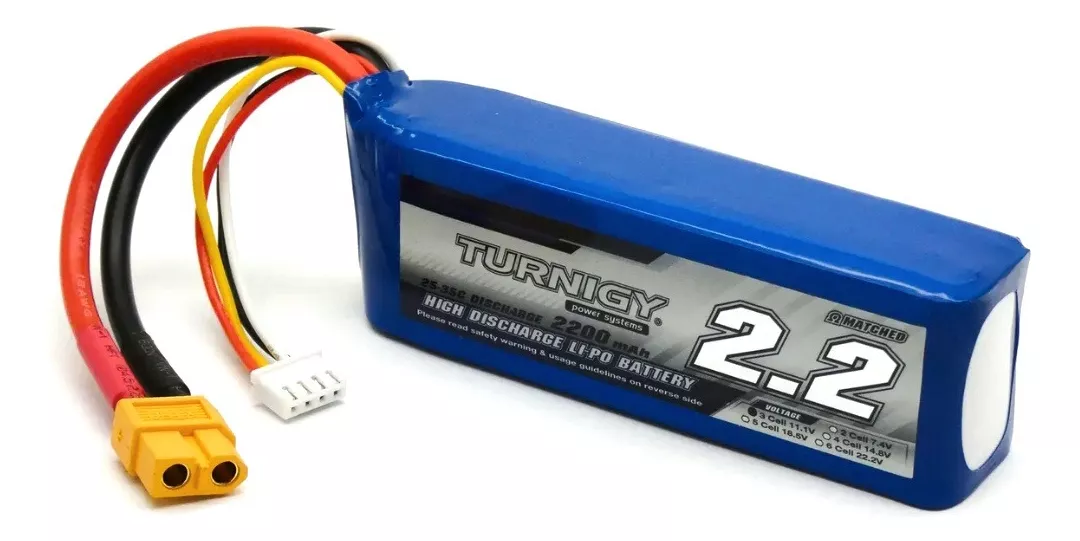 TURNIGY
power systems
25-35C DISCHARGE 2200 mAh
HIGH DISCHARGE LI-PO BATTERY
Please read safety warning & usage guidelines on reverse side
Ω MATCHED
2.2
VOLTAGE
3 Cell 11.1V 2 Cell 7.4V
5 Cell 18.5V 4 Cell 14.8V
6 Cell 22.2V